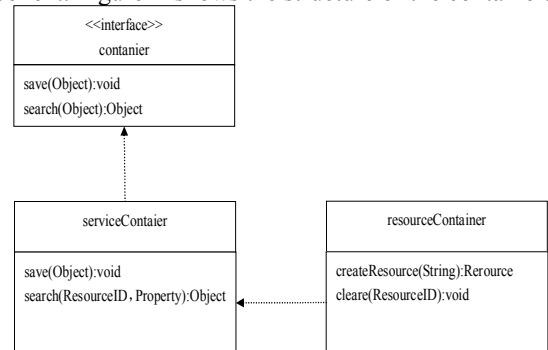 <<interface>>
contanier
save(Object):void
search(Object):Object
serviceContaier
save(Object):void
search(ResourceID，Property):Object
resourceContainer
createResource(String):Rerource
cleare(ResourceID):void